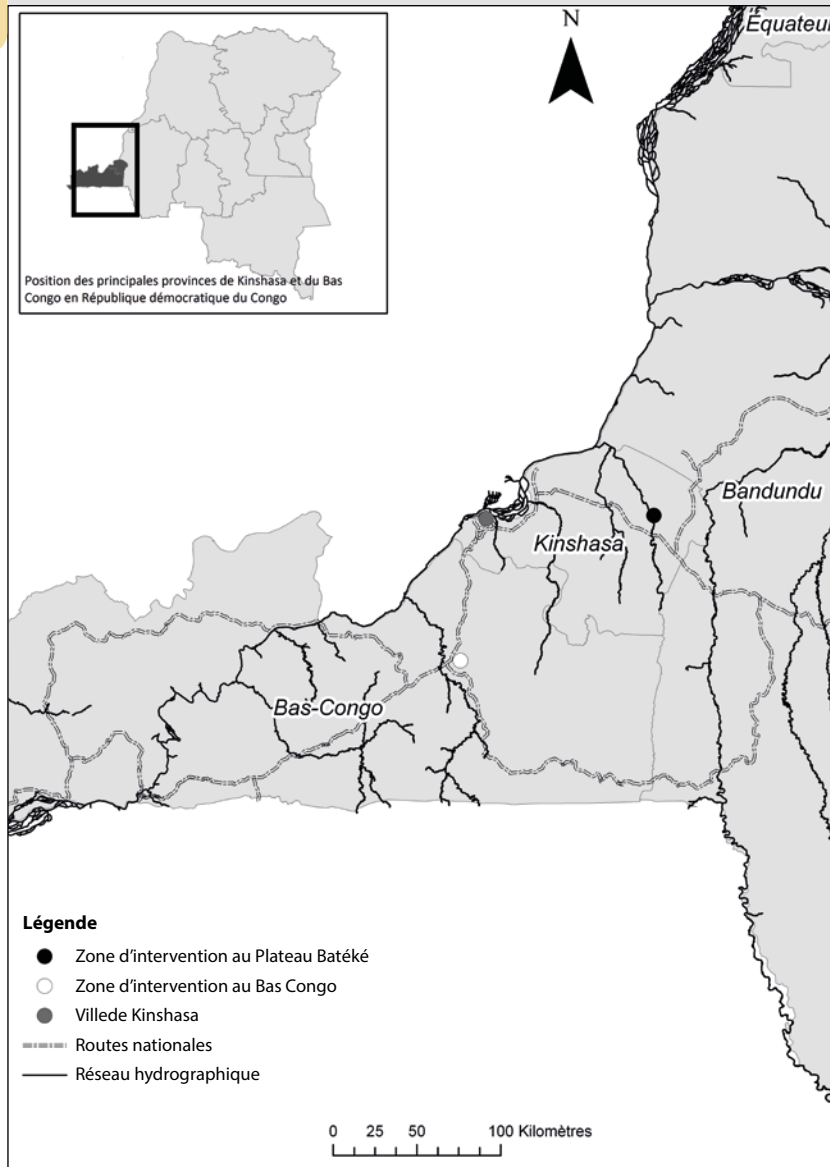 N
Équateur
Position des principales provinces de Kinshasa et du Bas
Congo en République démocratique du Congo
Bandundu
Kinshasa
Bas-Congo
Légende
Zone d'intervention au Plateau Batéké
Zone d'intervention au Bas Congo
Villede Kinshasa
Routes nationales
Réseau hydrographique
0 25 50 100 Kilomètres